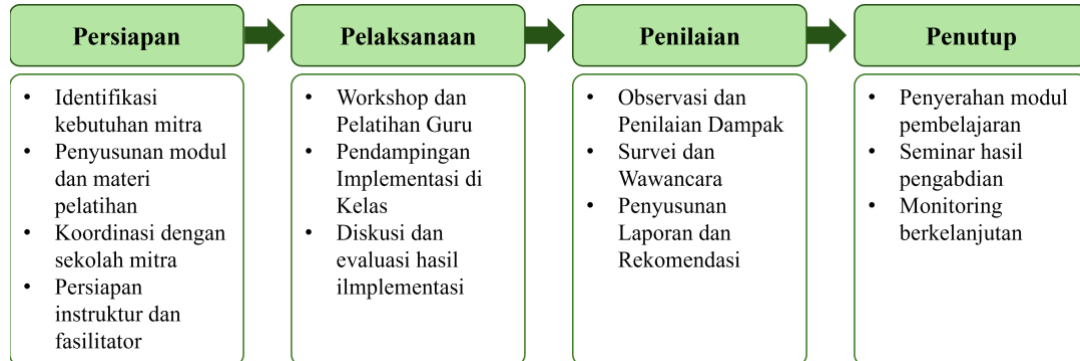 Persiapan
Identifikasi
kebutuhan mitra
Penyusunan modul
dan materi
pelatihan
Koordinasi dengan
sekolah mitra
Persiapan
instruktur dan
fasilitator
Pelaksanaan
Workshop dan
Pelatihan Guru
Pendampingan
Implementasi di
Kelas
Diskusi dan
evaluasi hasil
ilmplementasi
Penilaian
Observasi dan
Penilaian Dampak
Survei dan
Wawancara
Penyusunan
Laporan dan
Rekomendasi
Penutup
Penyerahan modul
pembelajaran
Seminar hasil
pengabdian
Monitoring
berkelanjutan